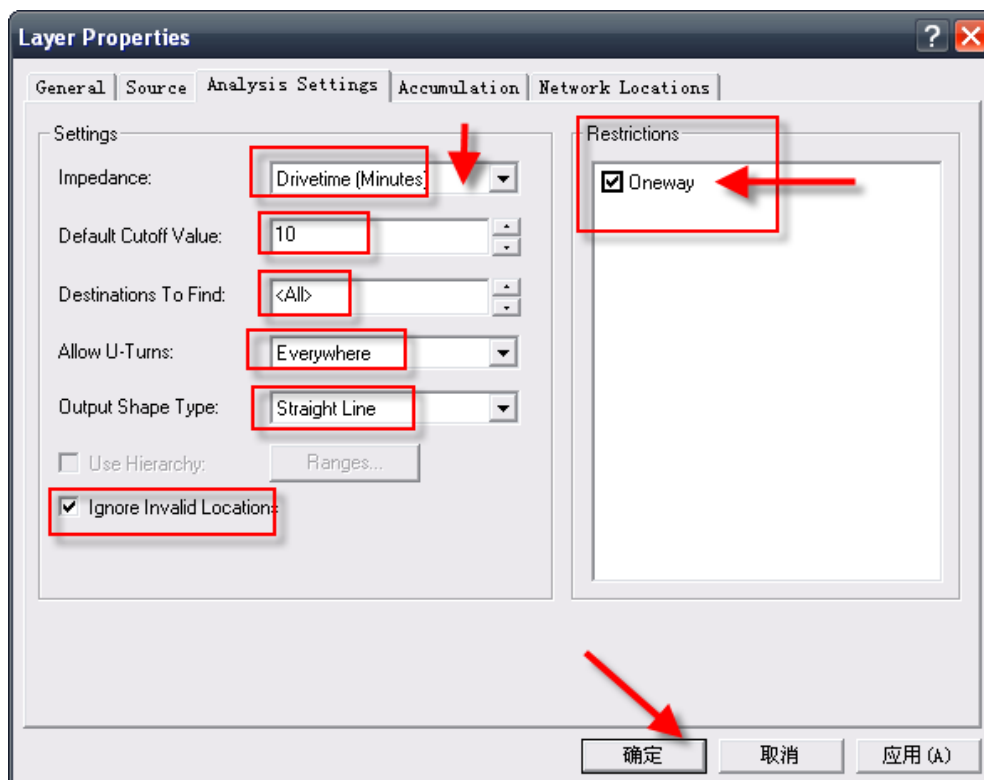 Layer Properties
General Source Analysis Settings Accumulation Network Locations
Settings
Impedance: Drivetime (Minutes)
Default Cutoff Value: 10
Destinations To Find: <All>
Allow U-Turns: Everywhere
Output Shape Type: Straight Line
Use Hierarchy: Ranges...
Ignore Invalid Locations
Restrictions
Oneway
确定 取消 应用(A)